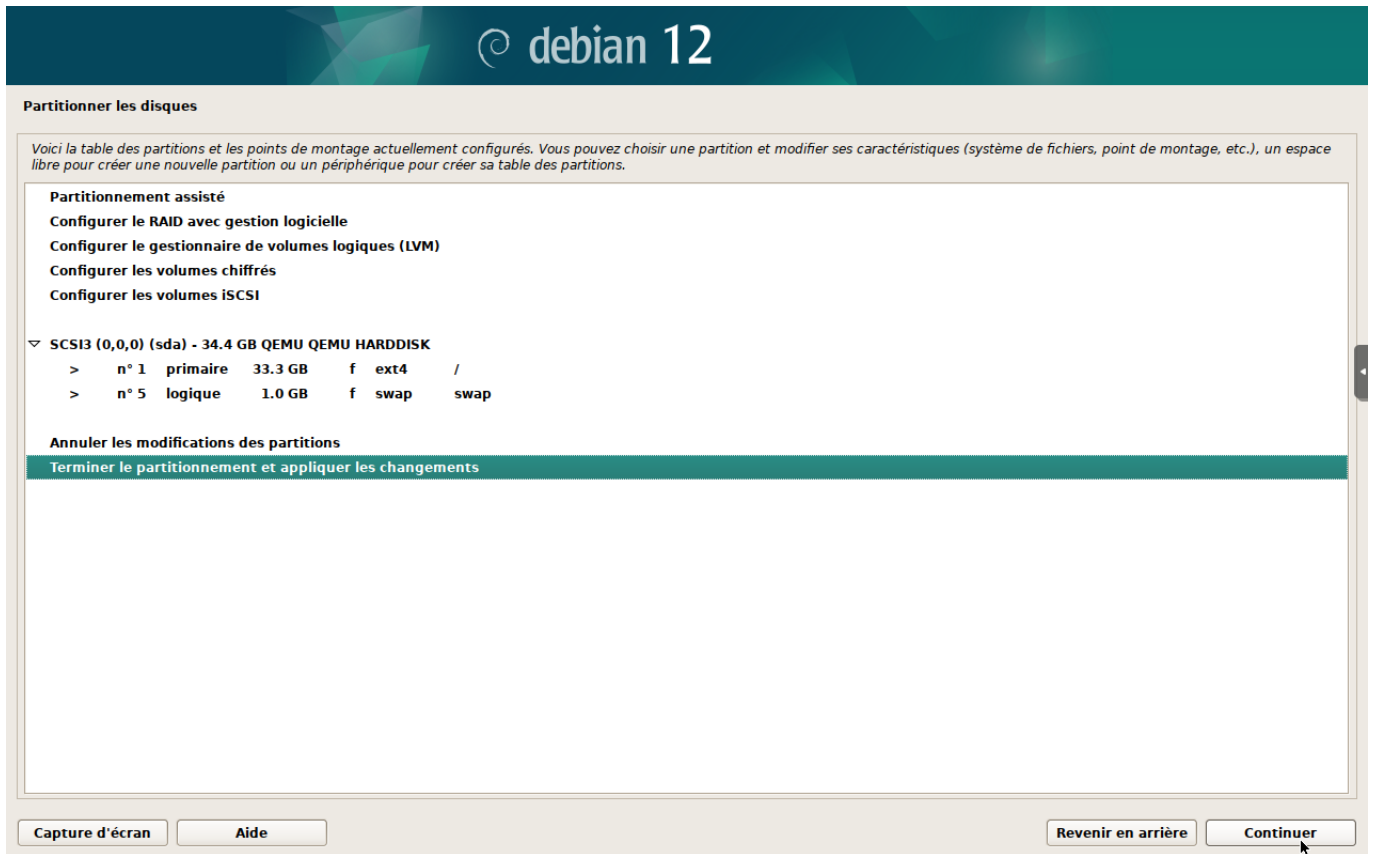 debian 12
Partitionner les disques
Voici la table des partitions et les points de montage actuellement configurés. Vous pouvez choisir une partition et modifier ses caractéristiques (système de fichiers, point de montage, etc.), un espace
libre pour créer une nouvelle partition ou un périphérique pour créer sa table des partitions.
Partitionnement assisté
Configurer le RAID avec gestion logicielle
Configurer le gestionnaire de volumes logiques (LVM)
Configurer les volumes chiffrés
Configurer les volumes iSCSI
SCSI3 (0,0,0) (sda) - 34.4 GB QEMU QEMU HARDDISK
> n° 1 primaire 33.3 GB f ext4 /
> n° 5 logique 1.0 GB f swap swap
Annuler les modifications des partitions
Terminer le partitionnement et appliquer les changements
Capture d'écran Aide Revenir en arrière Continuer